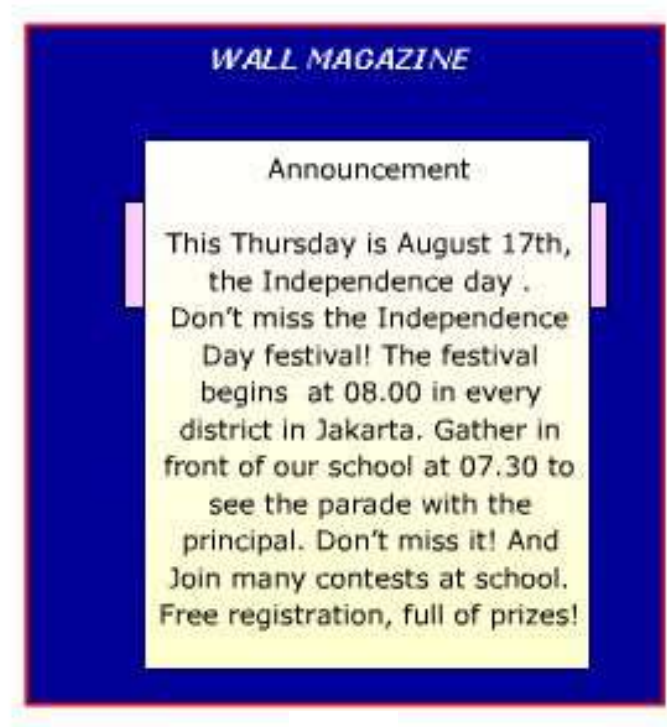 WALL MAGAZINE
Announcement
This Thursday is August 17th,
the Independence day .
Don't miss the Independence
Day festival! The festival
begins  at 08.00 in every
district in Jakarta. Gather in
front of our school at 07.30 to
see the parade with the
principal. Don't miss it! And
Join many contests at school.
Free registration, full of prizes!